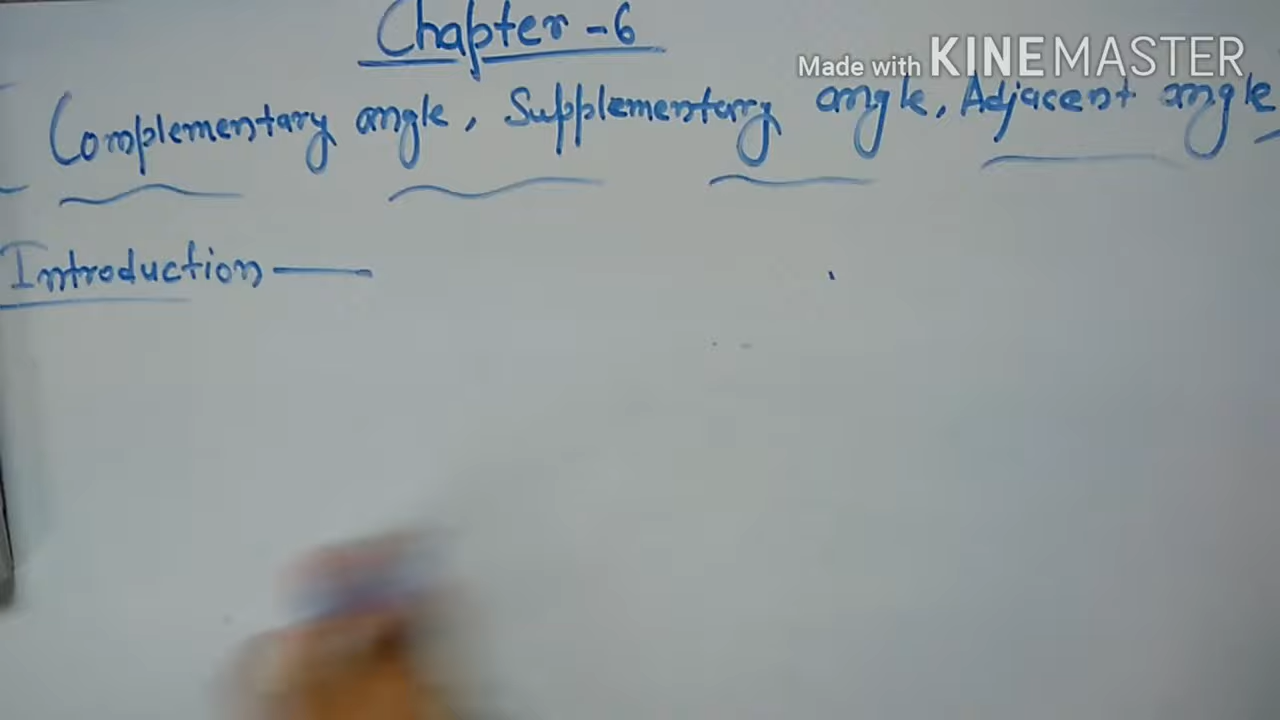 Chapter - 6
Made with KINEMASTER
Complementary angle, Supplementary angle, Adjacent angle
Introduction —